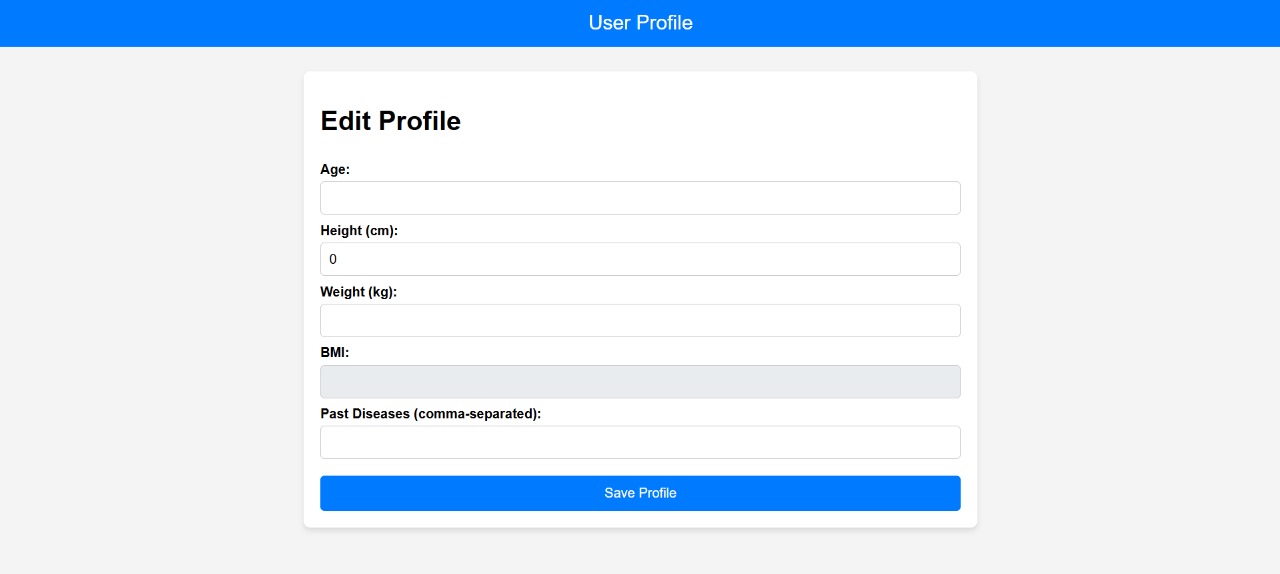 User Profile
Edit Profile
Age:
Height (cm):
0
Weight (kg):
BMI:
Past Diseases (comma-separated):
Save Profile